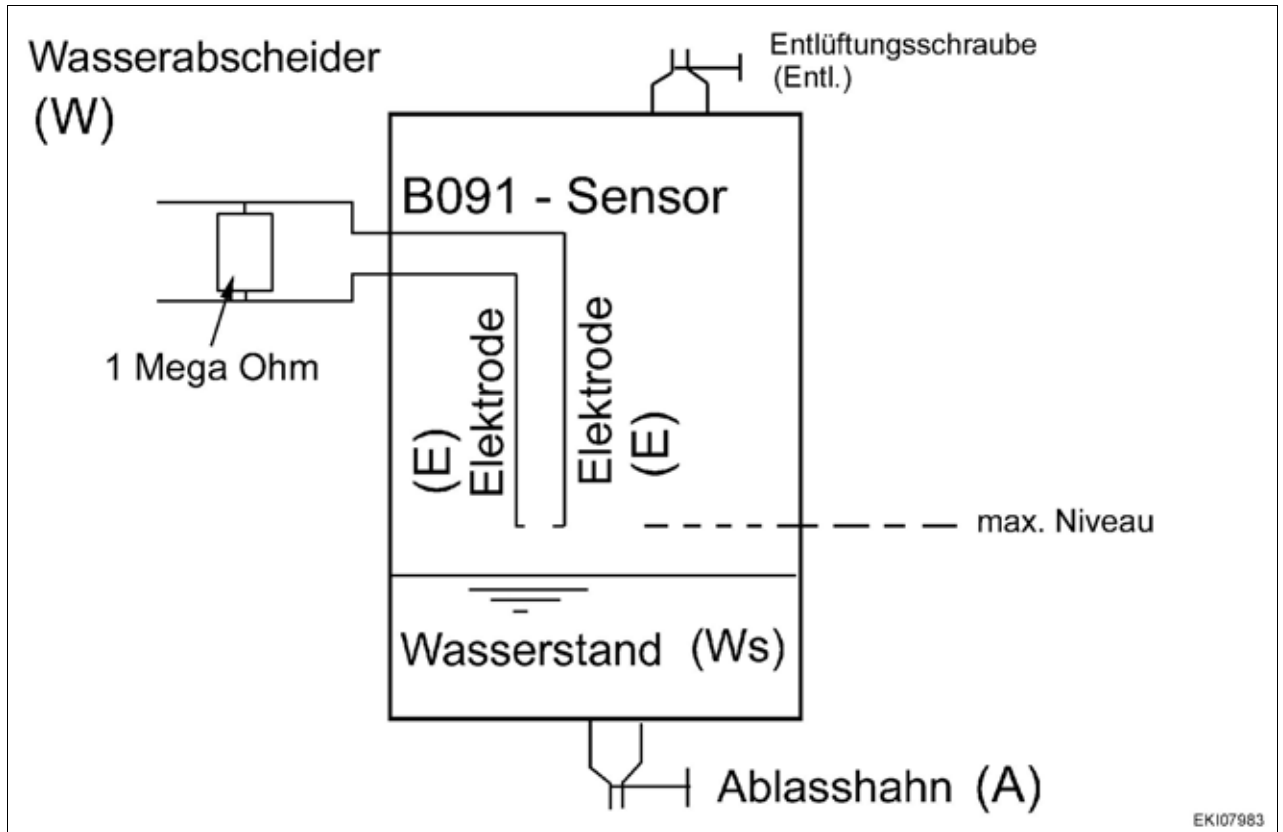 Wasserabscheider
(W)
Entlüftungsschraube
(Entl.)
B091 - Sensor
1 Mega Ohm
Elektrode
(E)
Elektrode
(E)
max. Niveau
Wasserstand (Ws)
Ablasshahn (A)
EKI07983